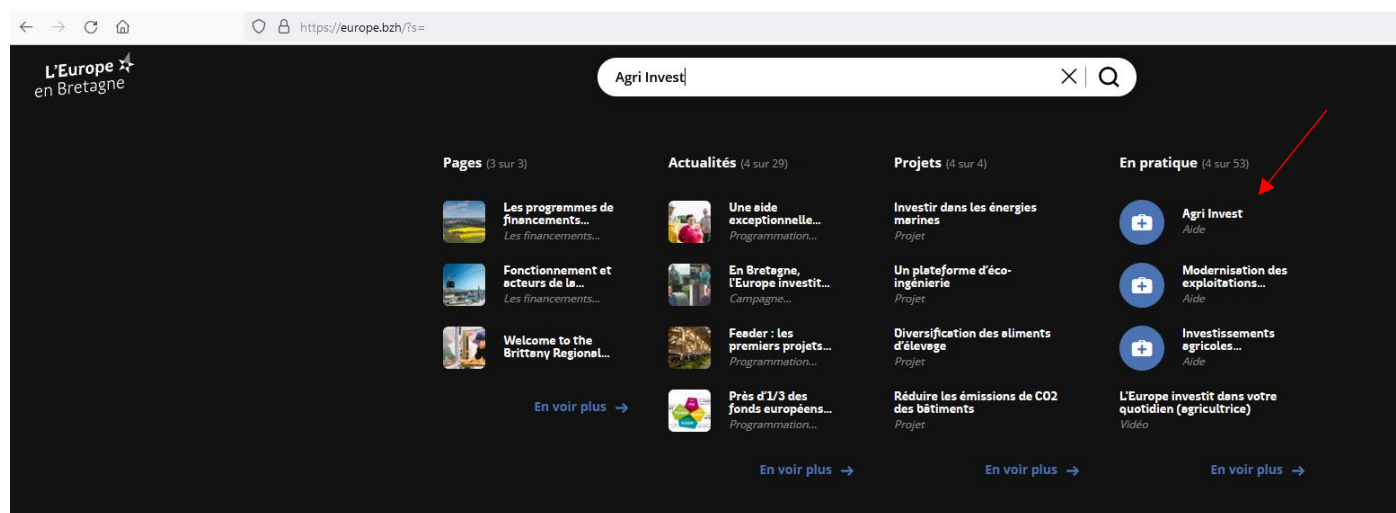 https://europe.bzh/?s=
L'Europe
en Bretagne
Agri Invest
Pages (3 sur 3)
Les programmes de
financements...
Les financements...
Fonctionnement et
acteurs de la...
Les financements...
Welcome to the
Brittany Regional...
En voir plus →
Actualités (4 sur 29)
Une aide
exceptionnelle...
Programmation...
En Bretagne,
l'Europe investit...
Campagne...
Feader : les
premiers projets...
Programmation...
Près d'1/3 des
fonds européens...
Programmation...
En voir plus →
Projets (4 sur 4)
Investir dans les énergies
marines
Projet
Un plateforme d'éco-
ingénierie
Projet
Diversification des aliments
d'élevage
Projet
Réduire les émissions de CO2
des bâtiments
Projet
En voir plus →
En pratique (4 sur 53)
Agri Invest
Aide
Modernisation des
exploitations...
Aide
Investissements
agricoles...
Aide
L'Europe investit dans votre
quotidien (agricultrice)
Vidéo
En voir plus →